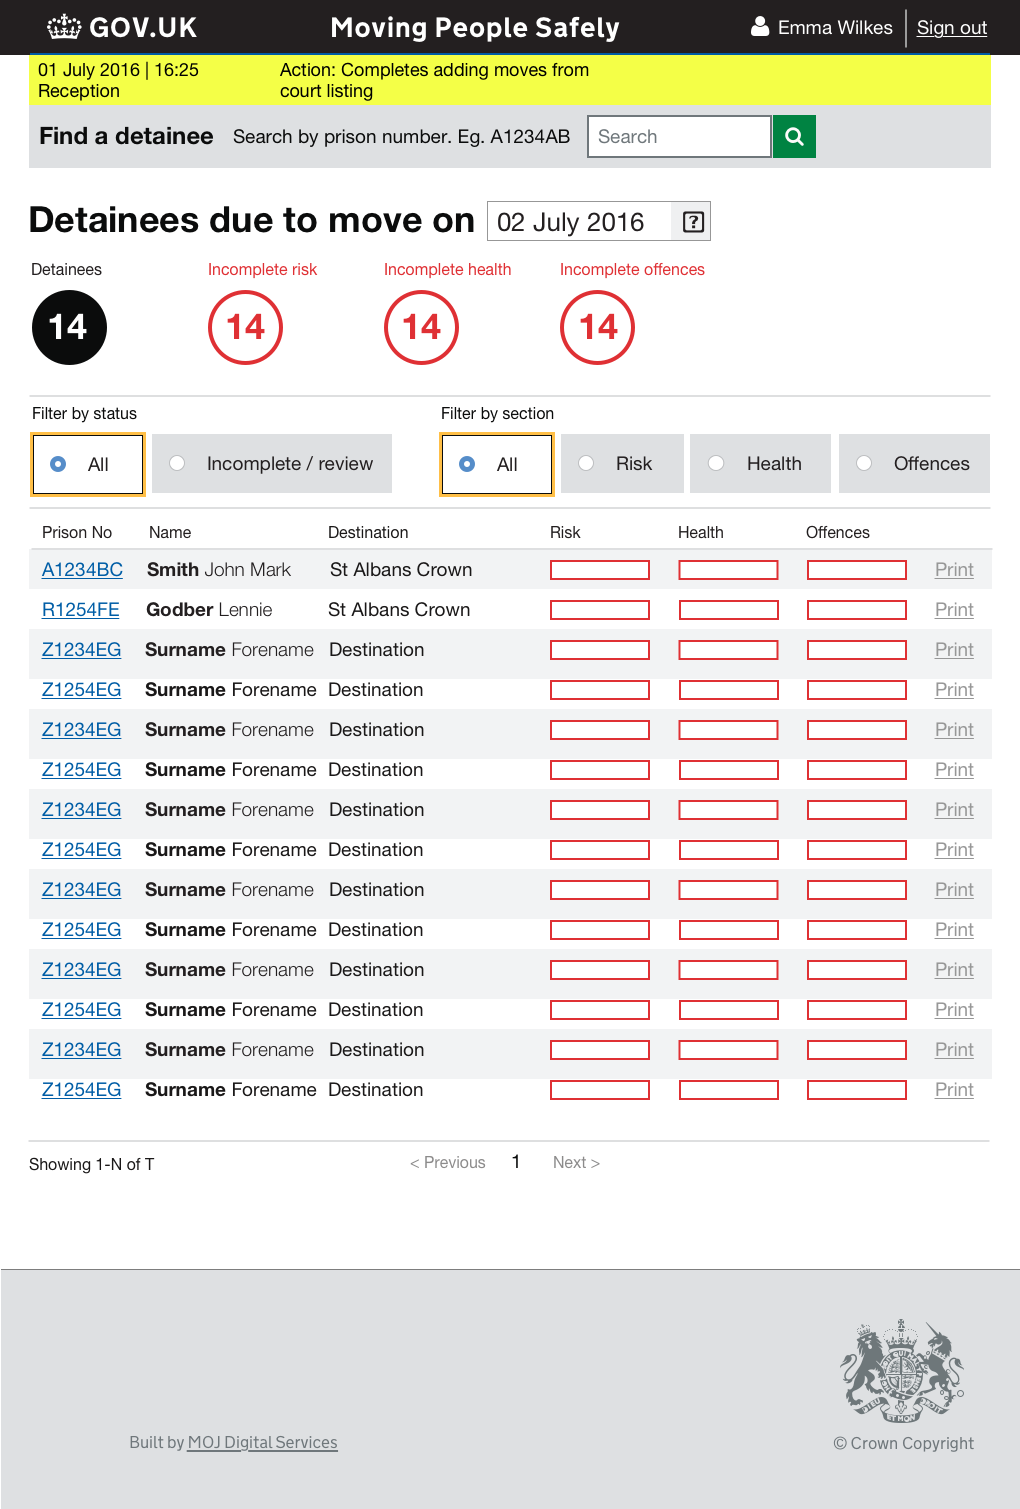 GOV.UK Moving People Safely Emma Wilkes Sign out
01 July 2016 | 16:25 Action: Completes adding moves from
Reception court listing
Find a detainee Search by prison number. Eg. A1234AB Search
Detainees due to move on 02 July 2016 ?
Detainees Incomplete risk Incomplete health Incomplete offences
14 14 14 14
Filter by status Filter by section
All Incomplete / review All Risk Health Offences
Prison No Name Destination Risk Health Offences
A1234BC Smith John Mark St Albans Crown Print
R1254FE Godber Lennie St Albans Crown Print
Z1234EG Surname Forename Destination Print
Z1254EG Surname Forename Destination Print
Z1234EG Surname Forename Destination Print
Z1254EG Surname Forename Destination Print
Z1234EG Surname Forename Destination Print
Z1254EG Surname Forename Destination Print
Z1234EG Surname Forename Destination Print
Z1254EG Surname Forename Destination Print
Z1234EG Surname Forename Destination Print
Z1254EG Surname Forename Destination Print
Z1234EG Surname Forename Destination Print
Z1254EG Surname Forename Destination Print
Showing 1-N of T < Previous 1 Next >
Built by MOJ Digital Services © Crown Copyright